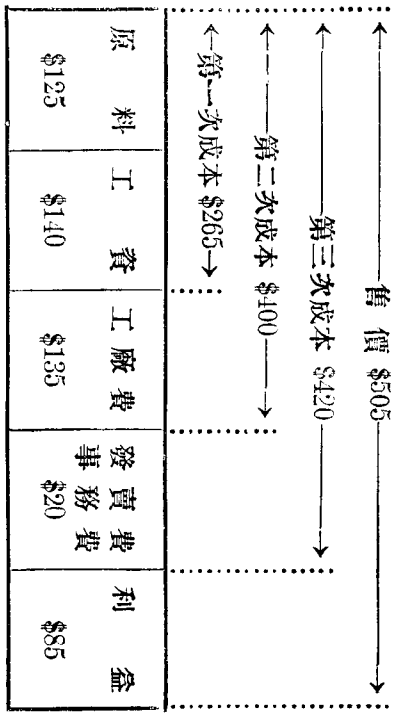 售價 $505
第三次成本 $420
第二次成本 $400
第一次成本 $265
原料
$125
工資
$140
工廠費
$135
發賣費
事務費
$20
利益
$85